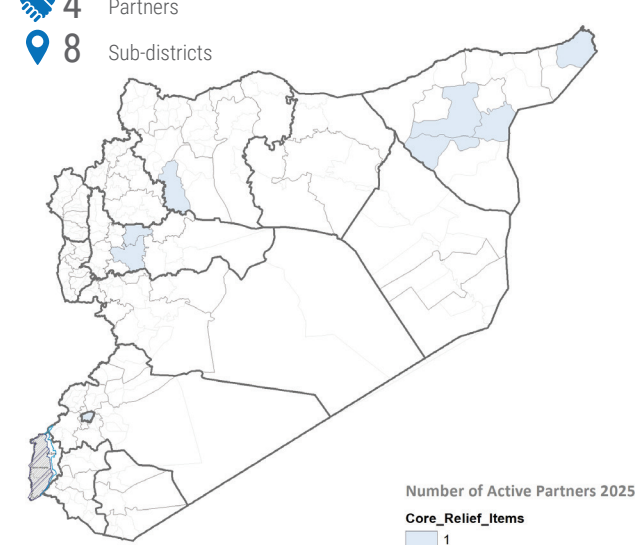 4 Partners
8 Sub-districts
Number of Active Partners 2025
Core_Relief_Items
1